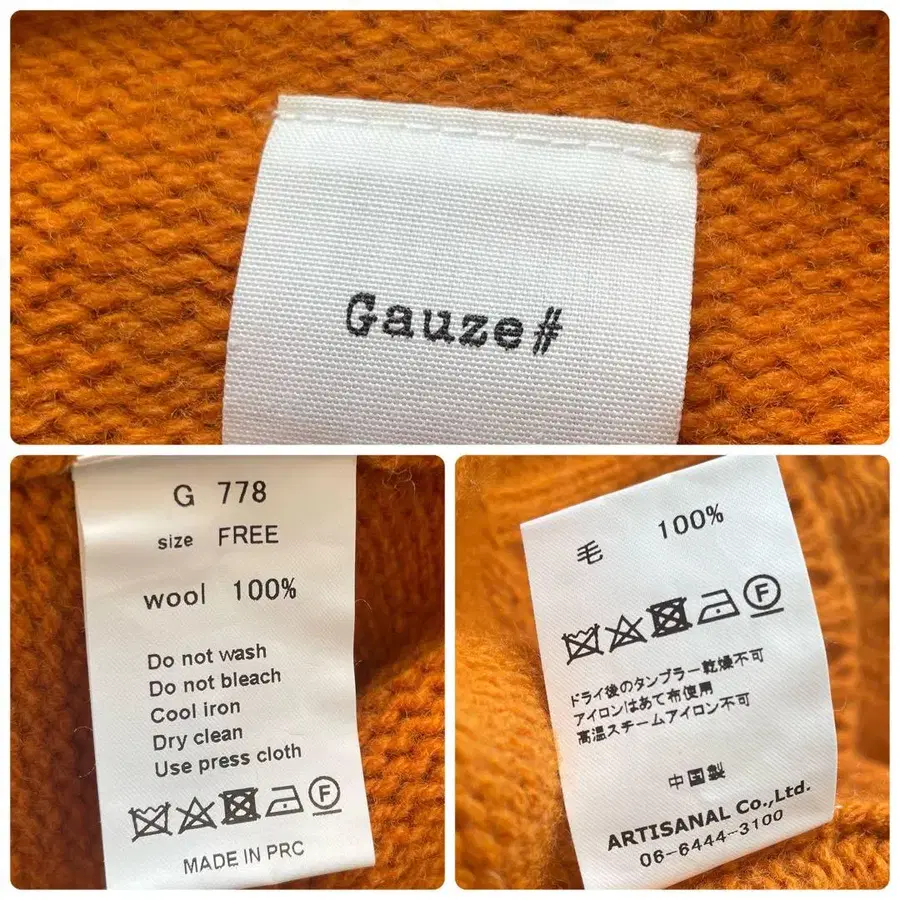 Gauze#
G 778
size FREE
wool 100%
Do not wash
Do not bleach
Cool iron
Dry clean
Use press cloth
F
MADE IN PRC
毛 100%
F
ドライ後のタンブラー乾燥不可
アイロンはあて布使用
高温スチームアイロン不可
中国製
ARTISANAL Co.,Ltd.
06-6444-3100